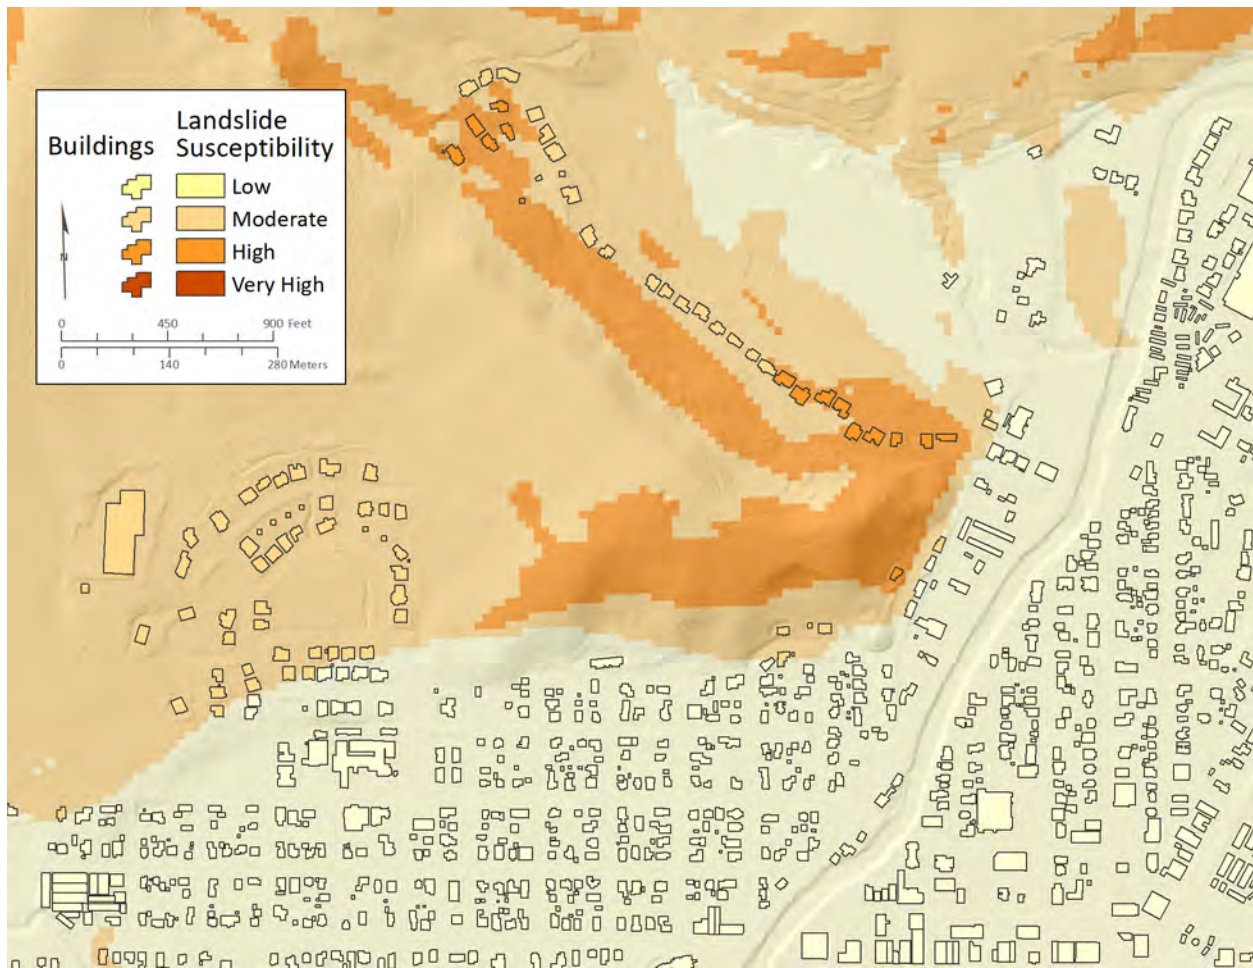 Buildings
Landslide
Susceptibility
Low
Moderate
High
Very High
N
0 450 900 Feet
0 140 280 Meters